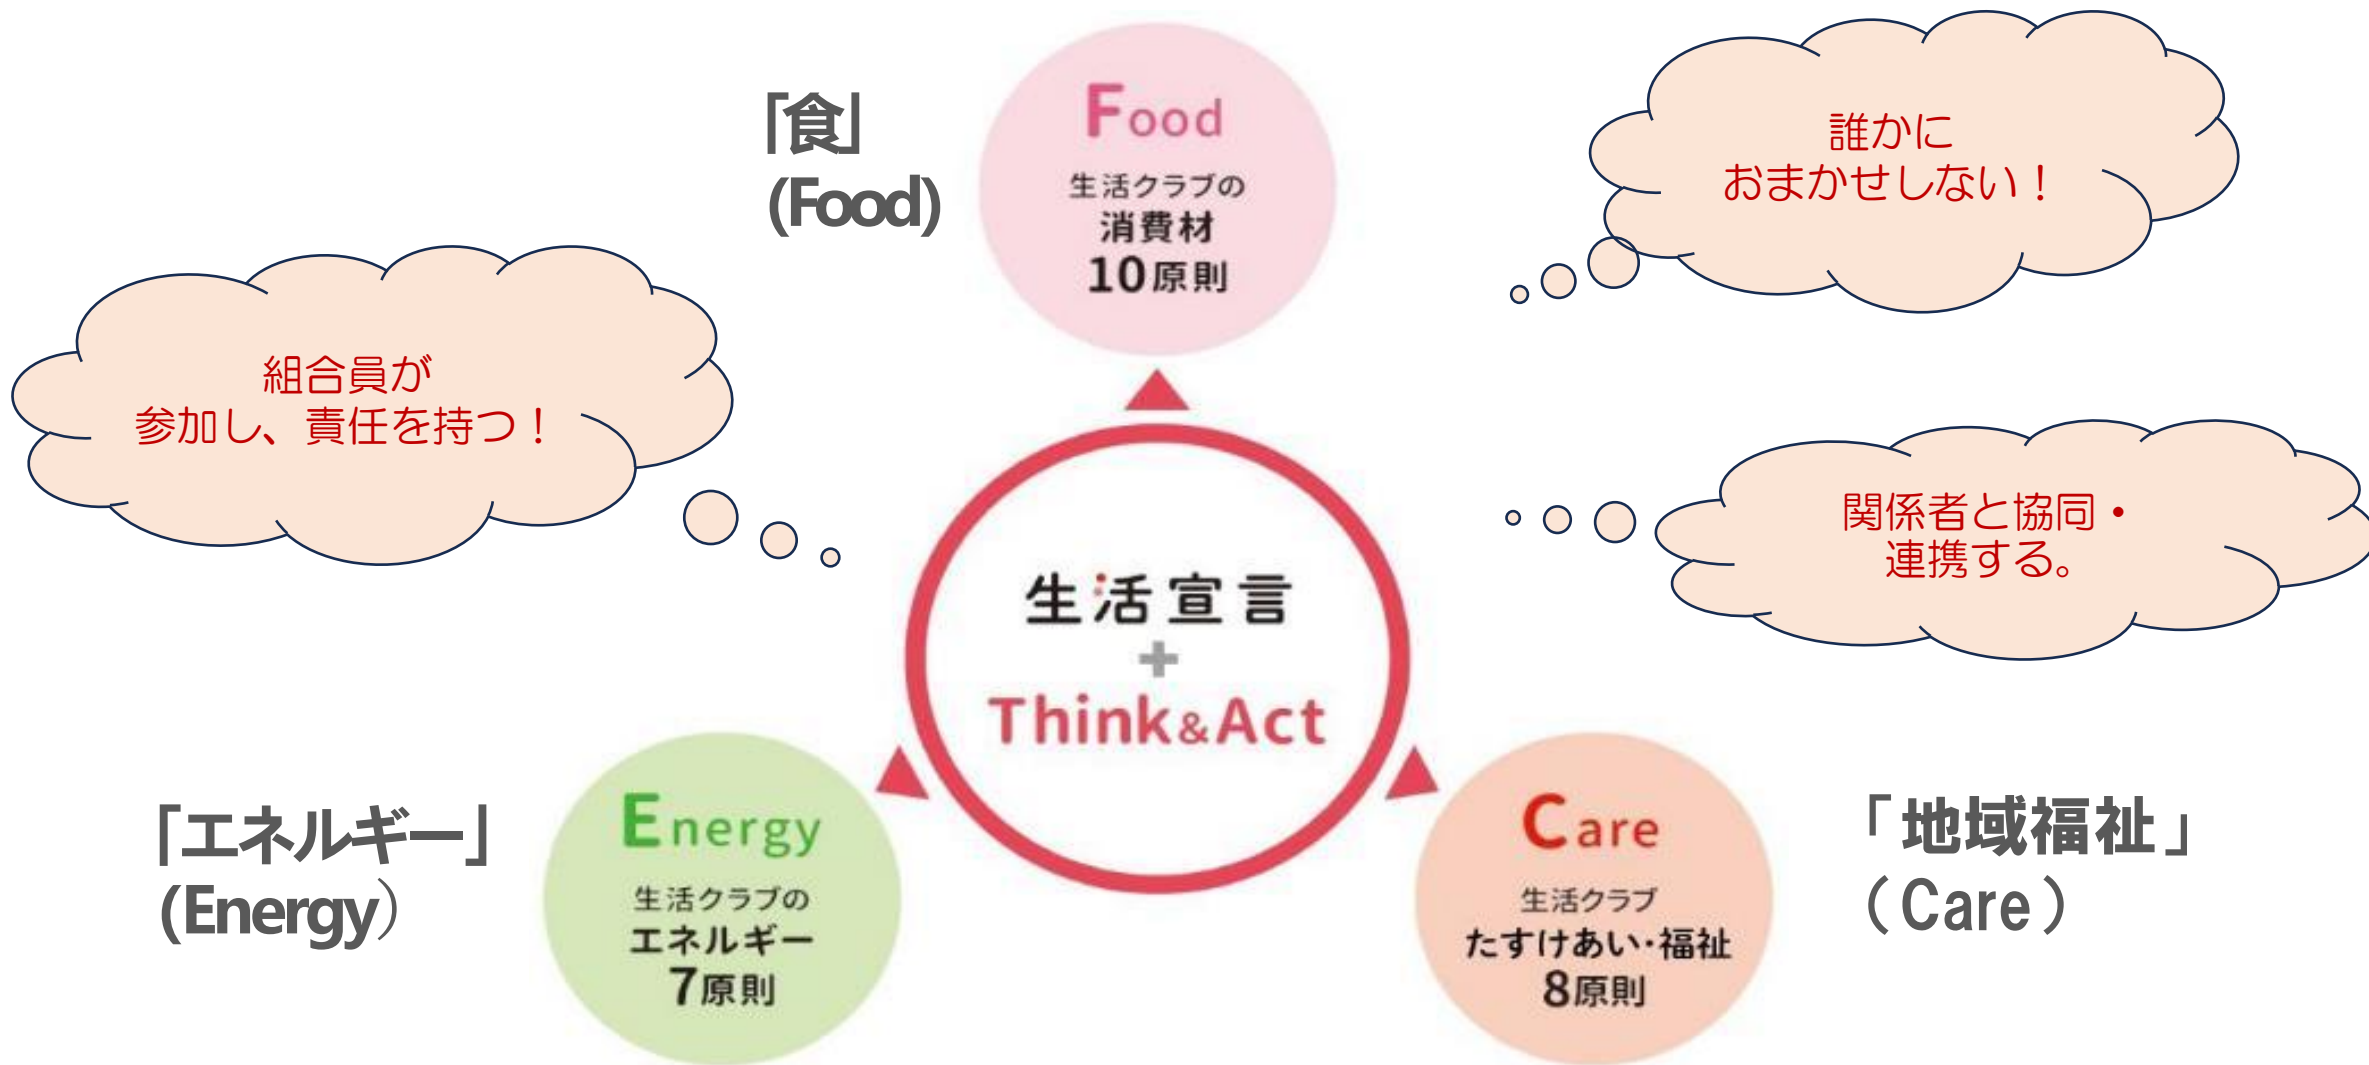 「食」
(Food)
Food
生活クラブの
消費材
10原則
誰かに
おまかせしない！
組合員が
参加し、責任を持つ！
関係者と協同・
連携する。
生活宣言
+
Think&Act
「エネルギー」
(Energy）
Energy
生活クラブの
エネルギー
7原則
Care
生活クラブ
たすけあい・福祉
8原則
「地域福祉」
（Care）